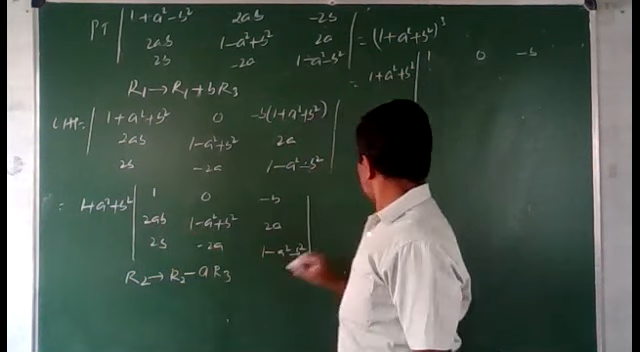 PT | 1+a²-b² 2ab -2b |
| 2ab 1-a²+b² 2a | = (1+a²+b²)³
| 2b -2a 1-a²-b² |
R₁→R₁+bR₃
LHS= | 1+a²+b² 0 -b(1+a²+b²) |
| 2ab 1-a²+b² 2a |
| 2b -2a 1-a²-b² |
= 1+a²+b² | 1 0 -b |
| 2ab 1-a²+b² 2a |
| 2b -2a 1-a²-b² |
R₂→R₂-aR₃
= 1+a²+b² | 1 0 -b